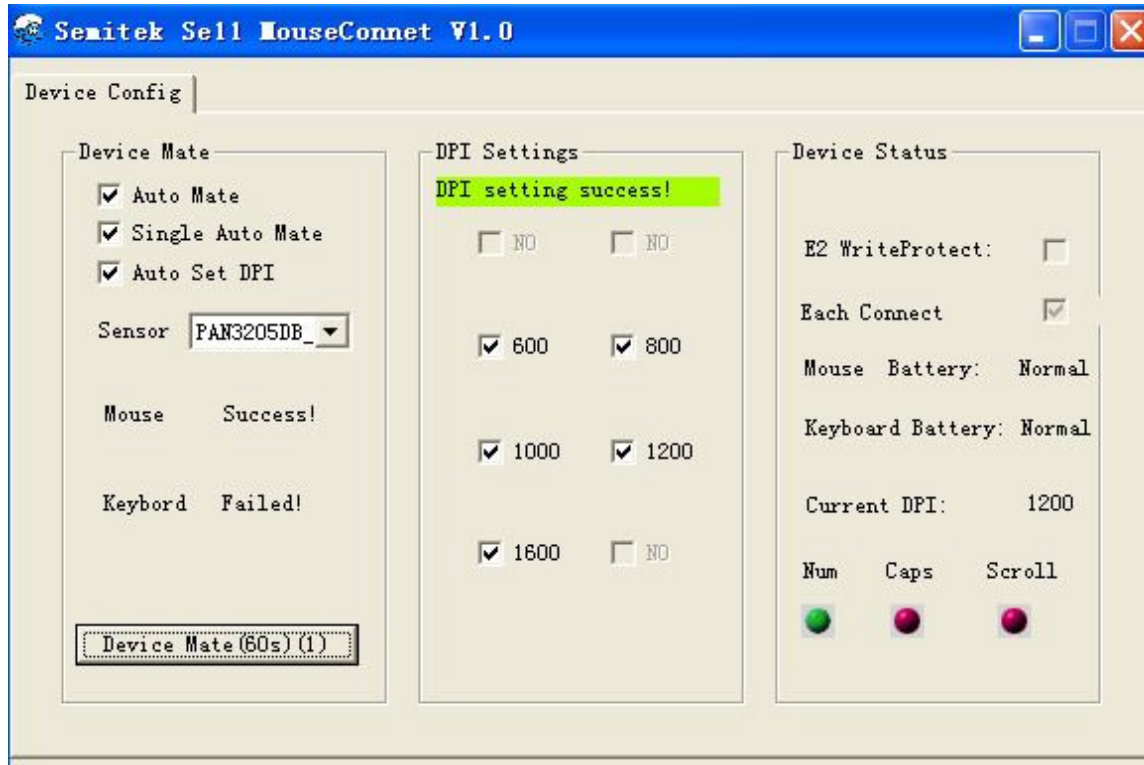 Semitek Sell MouseConnet V1.0
Device Config
Device Mate
Auto Mate
Single Auto Mate
Auto Set DPI
Sensor PAN3205DB_
Mouse Success!
Keybord Failed!
Device Mate(60s)(1)
DPI Settings
DPI setting success!
NO NO
600 800
1000 1200
1600 NO
Device Status
E2 WriteProtect:
Each Connect
Mouse Battery: Normal
Keyboard Battery: Normal
Current DPI: 1200
Num Caps Scroll